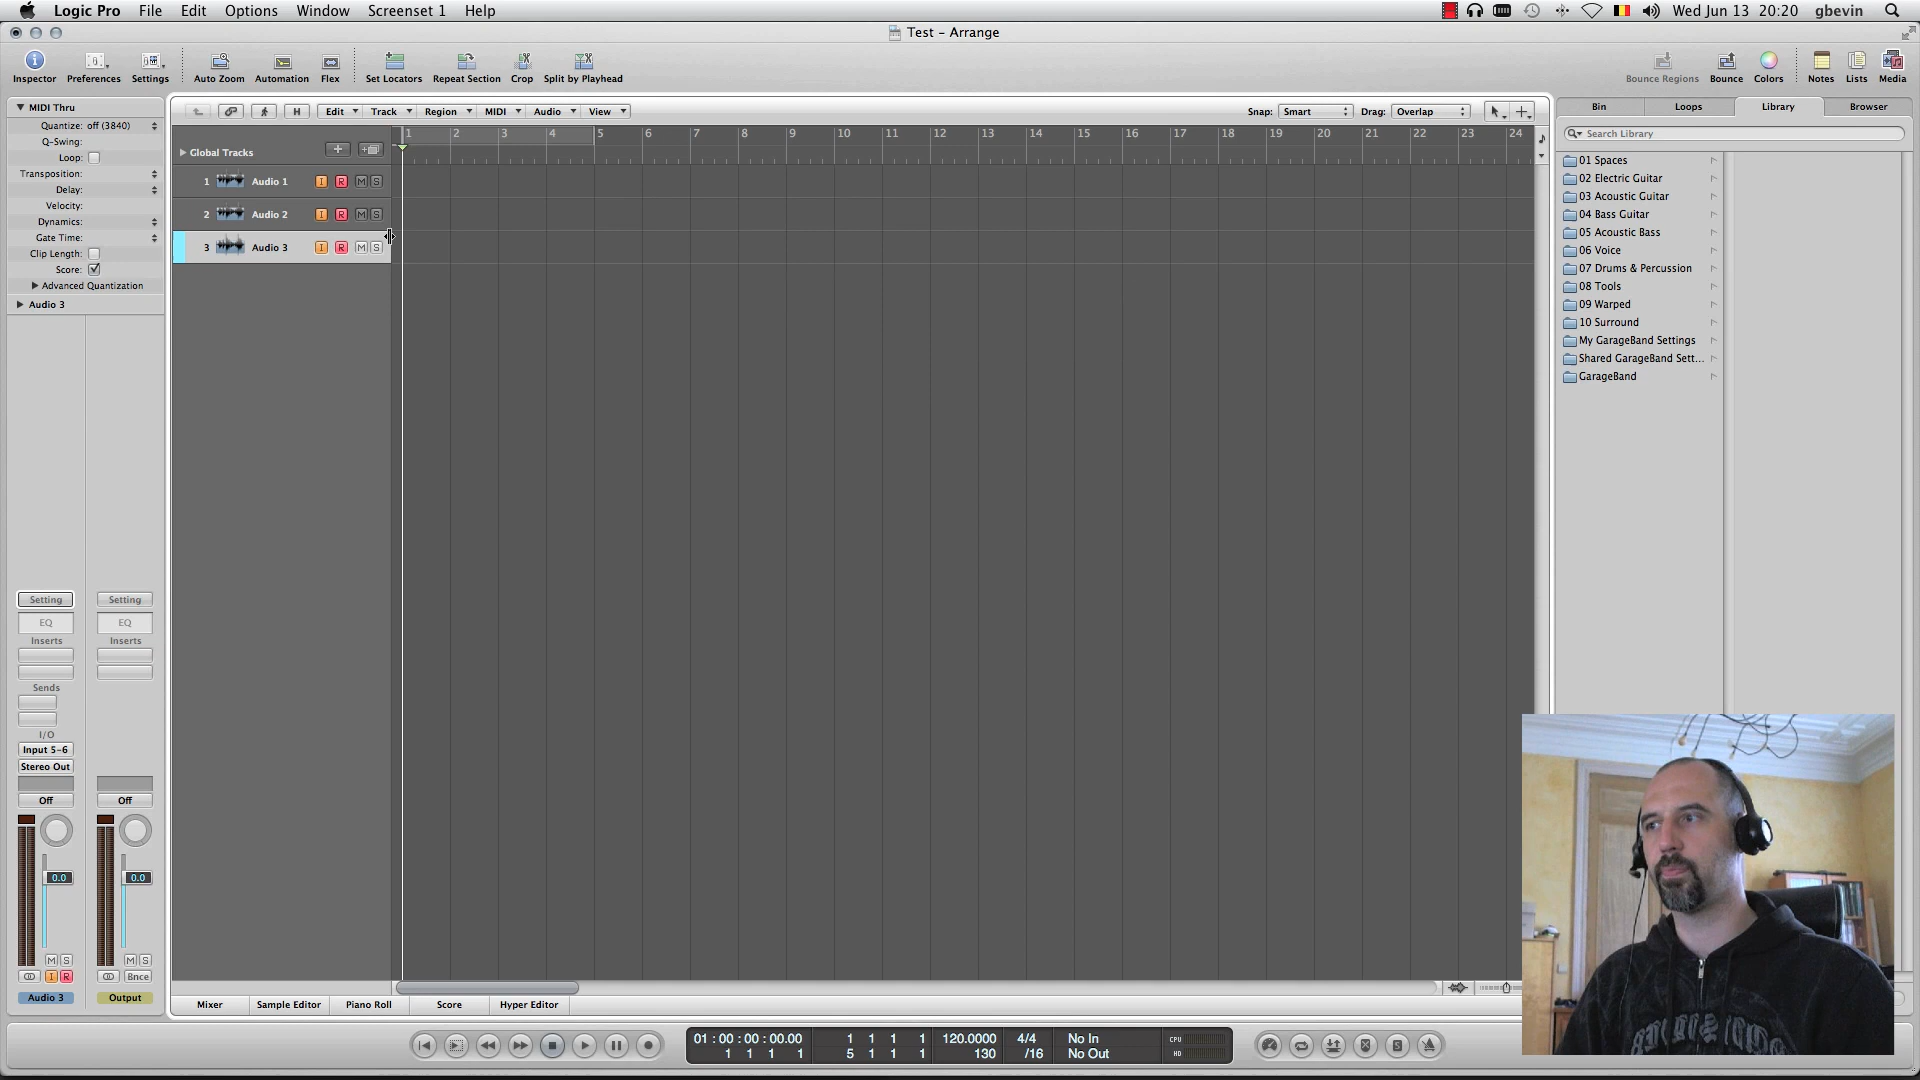 Logic Pro File Edit Options Window Screenset 1 Help
Wed Jun 13 20:20 gbevin
Test - Arrange
Inspector Preferences Settings Auto Zoom Automation Flex Set Locators Repeat Section Crop Split by Playhead Bounce Regions Bounce Colors Notes Lists Media
MIDI Thru
Quantize: off (3840)
Q-Swing:
Loop:
Transposition:
Delay:
Velocity:
Dynamics:
Gate Time:
Clip Length:
Score:
Advanced Quantization
Audio 3
Setting Setting
EQ EQ
Inserts Inserts
Sends
I/O
Input 5-6
Stereo Out
Off Off
0.0 0.0
M S M S
I R Bnce
Audio 3 Output
H Edit Track Region MIDI Audio View Snap: Smart Drag: Overlap
1 2 3 4 5 6 7 8 9 10 11 12 13 14 15 16 17 18 19 20 21 22 23 24
Global Tracks
1 Audio 1 I R M S
2 Audio 2 I R M S
3 Audio 3 I R M S
Mixer Sample Editor Piano Roll Score Hyper Editor
01:00:00:00.00 1 1 1 1 120.0000 4/4 No In CPU
1 1 1 1 5 1 1 1 130 /16 No Out HD
Bin Loops Library Browser
Search Library
01 Spaces
02 Electric Guitar
03 Acoustic Guitar
04 Bass Guitar
05 Acoustic Bass
06 Voice
07 Drums & Percussion
08 Tools
09 Warped
10 Surround
My GarageBand Settings
Shared GarageBand Sett...
GarageBand